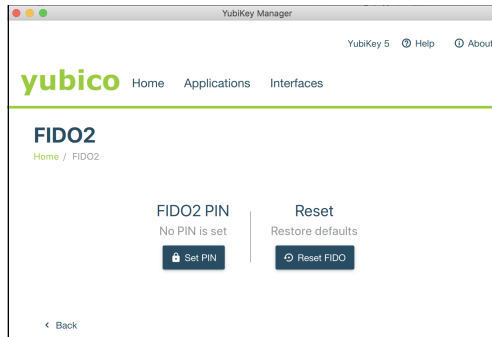 YubiKey Manager
YubiKey 5 Help About
yubico Home Applications Interfaces
FIDO2
Home / FIDO2
FIDO2 PIN
No PIN is set
Set PIN
Reset
Restore defaults
Reset FIDO
< Back